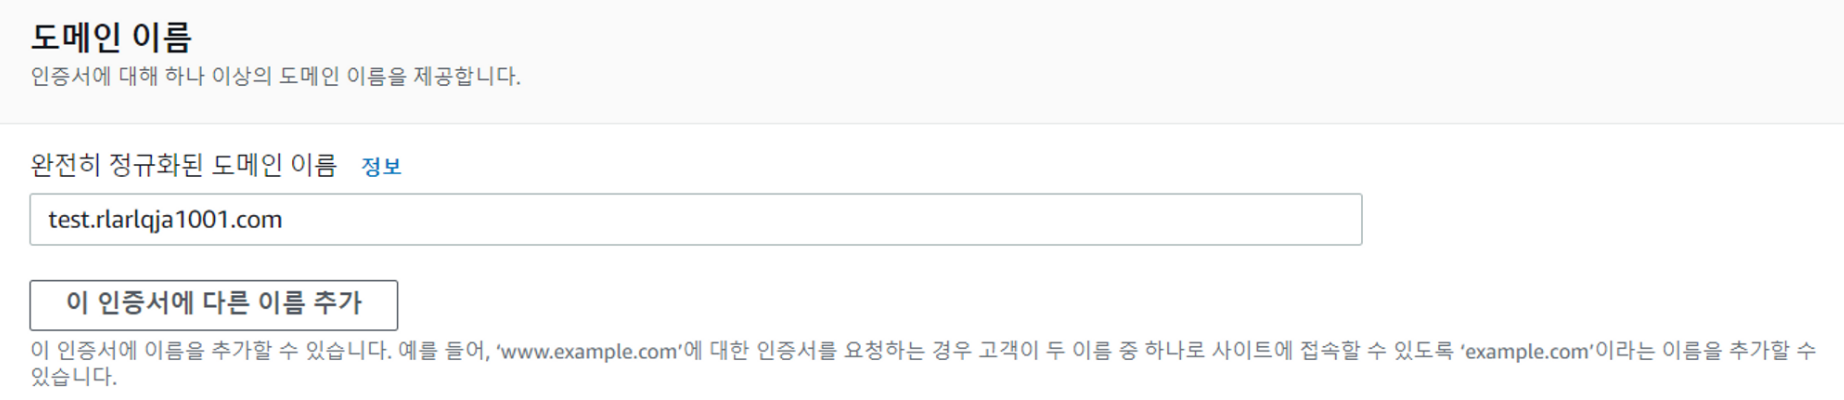 도메인 이름
인증서에 대해 하나 이상의 도메인 이름을 제공합니다.
완전히 정규화된 도메인 이름 정보
test.rlarlqja1001.com
이 인증서에 다른 이름 추가
이 인증서에 이름을 추가할 수 있습니다. 예를 들어, ‘www.example.com’에 대한 인증서를 요청하는 경우 고객이 두 이름 중 하나로 사이트에 접속할 수 있도록 ‘example.com’이라는 이름을 추가할 수
있습니다.